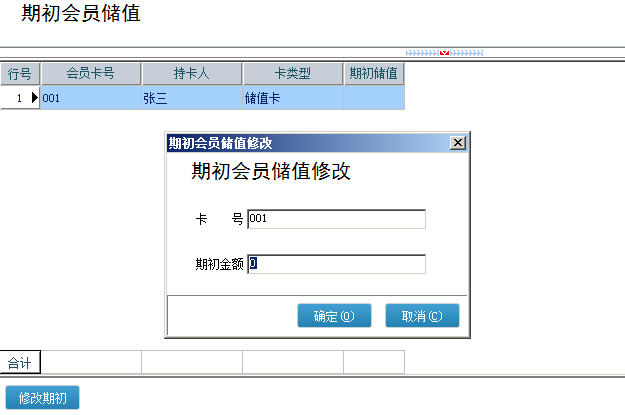 期初会员储值
行号 会员卡号 持卡人 卡类型 期初储值
1 001 张三 储值卡
期初会员储值修改
期初会员储值修改
卡 号 001
期初金额 0
确定(O) 取消(C)
合计
修改期初